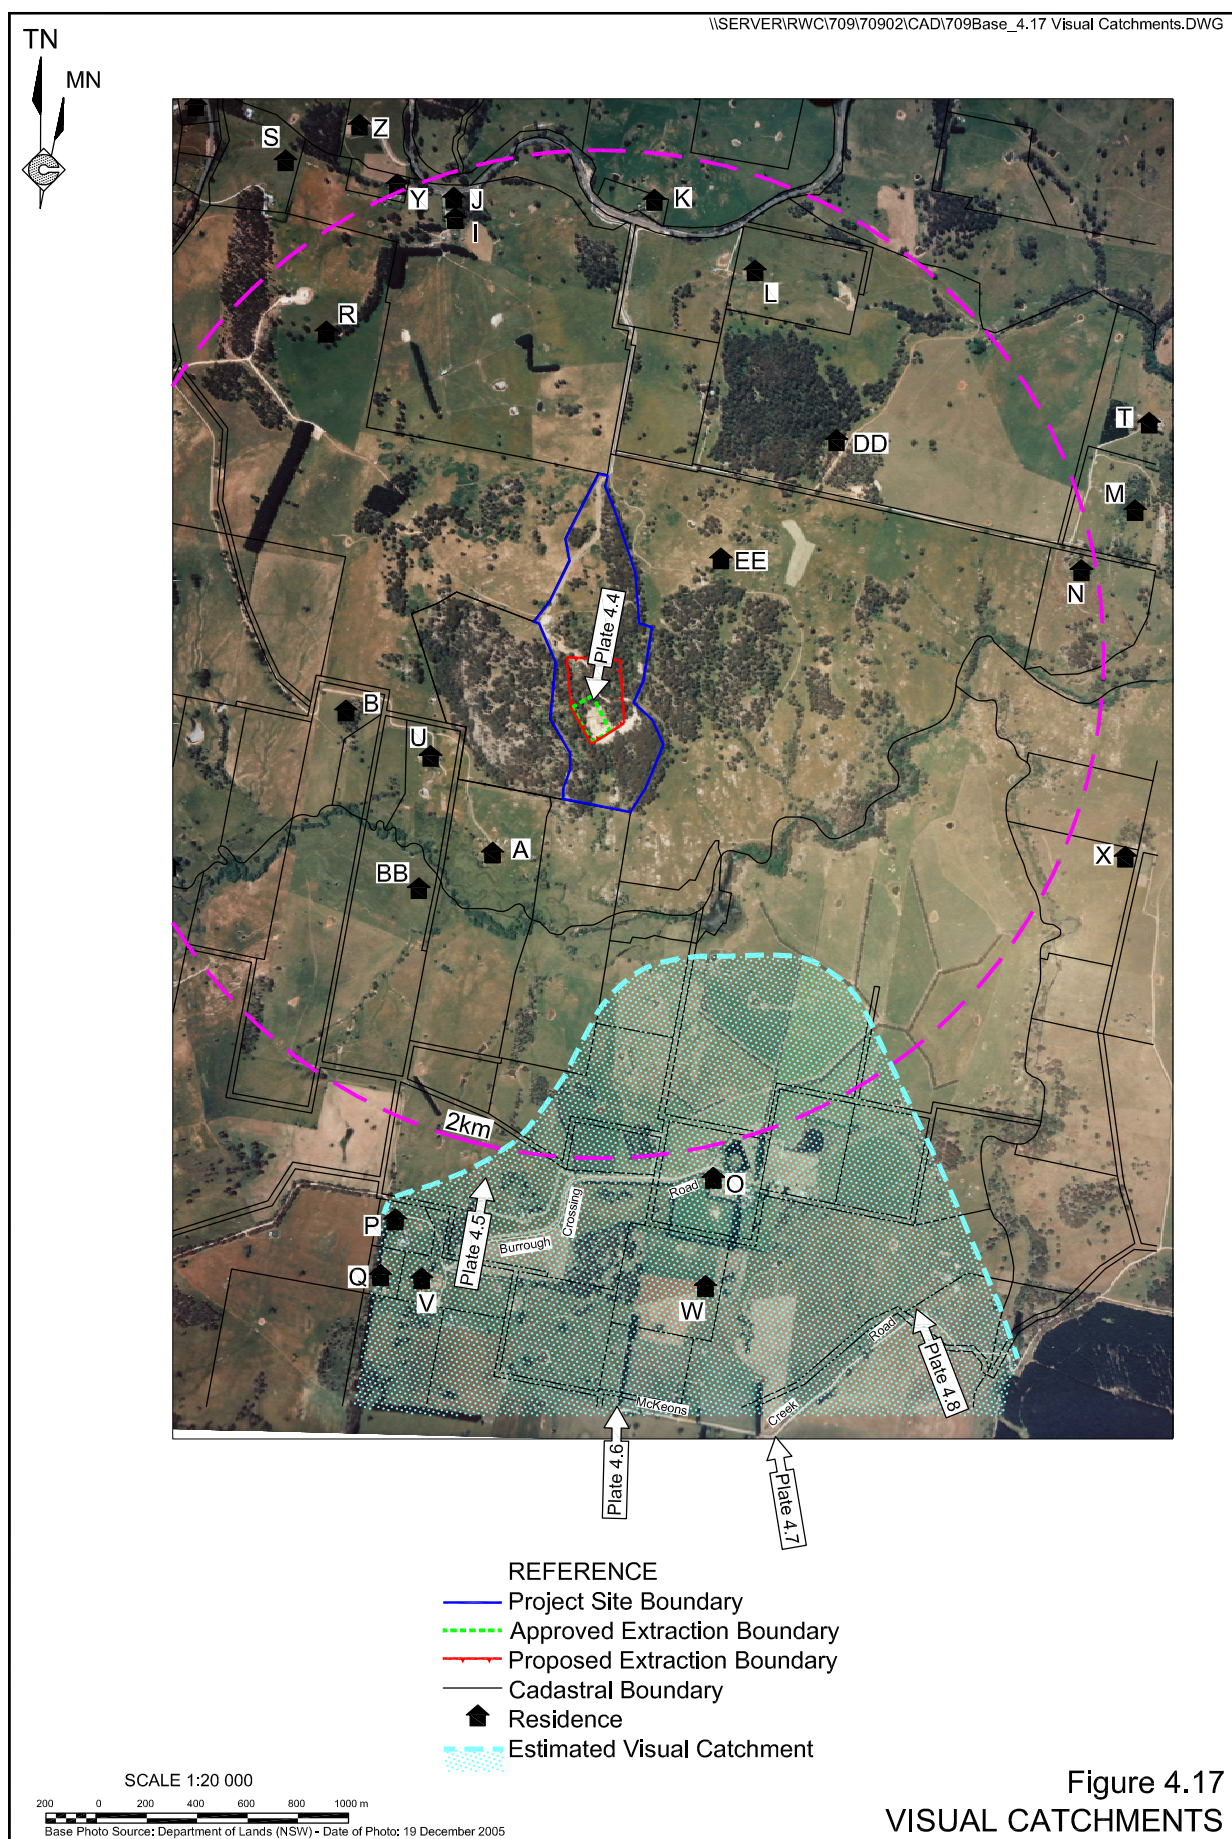 \\SERVER\RWC\709\70902\CAD\709Base_4.17 Visual Catchments.DWG
TN
MN
Z
S
Y
J
K
I
L
R
T
DD
M
EE
N
Plate 4.4
B
U
A
X
BB
2km
O
Road
Crossing
P
Burrough
Plate 4.5
Q
V
W
Road
Plate 4.8
McKeons
Creek
Plate 4.6
Plate 4.7
REFERENCE
Project Site Boundary
Approved Extraction Boundary
Proposed Extraction Boundary
Cadastral Boundary
Residence
Estimated Visual Catchment
SCALE 1:20 000
200 0 200 400 600 800 1000 m
Base Photo Source: Department of Lands (NSW) - Date of Photo: 19 December 2005
Figure 4.17
VISUAL CATCHMENTS